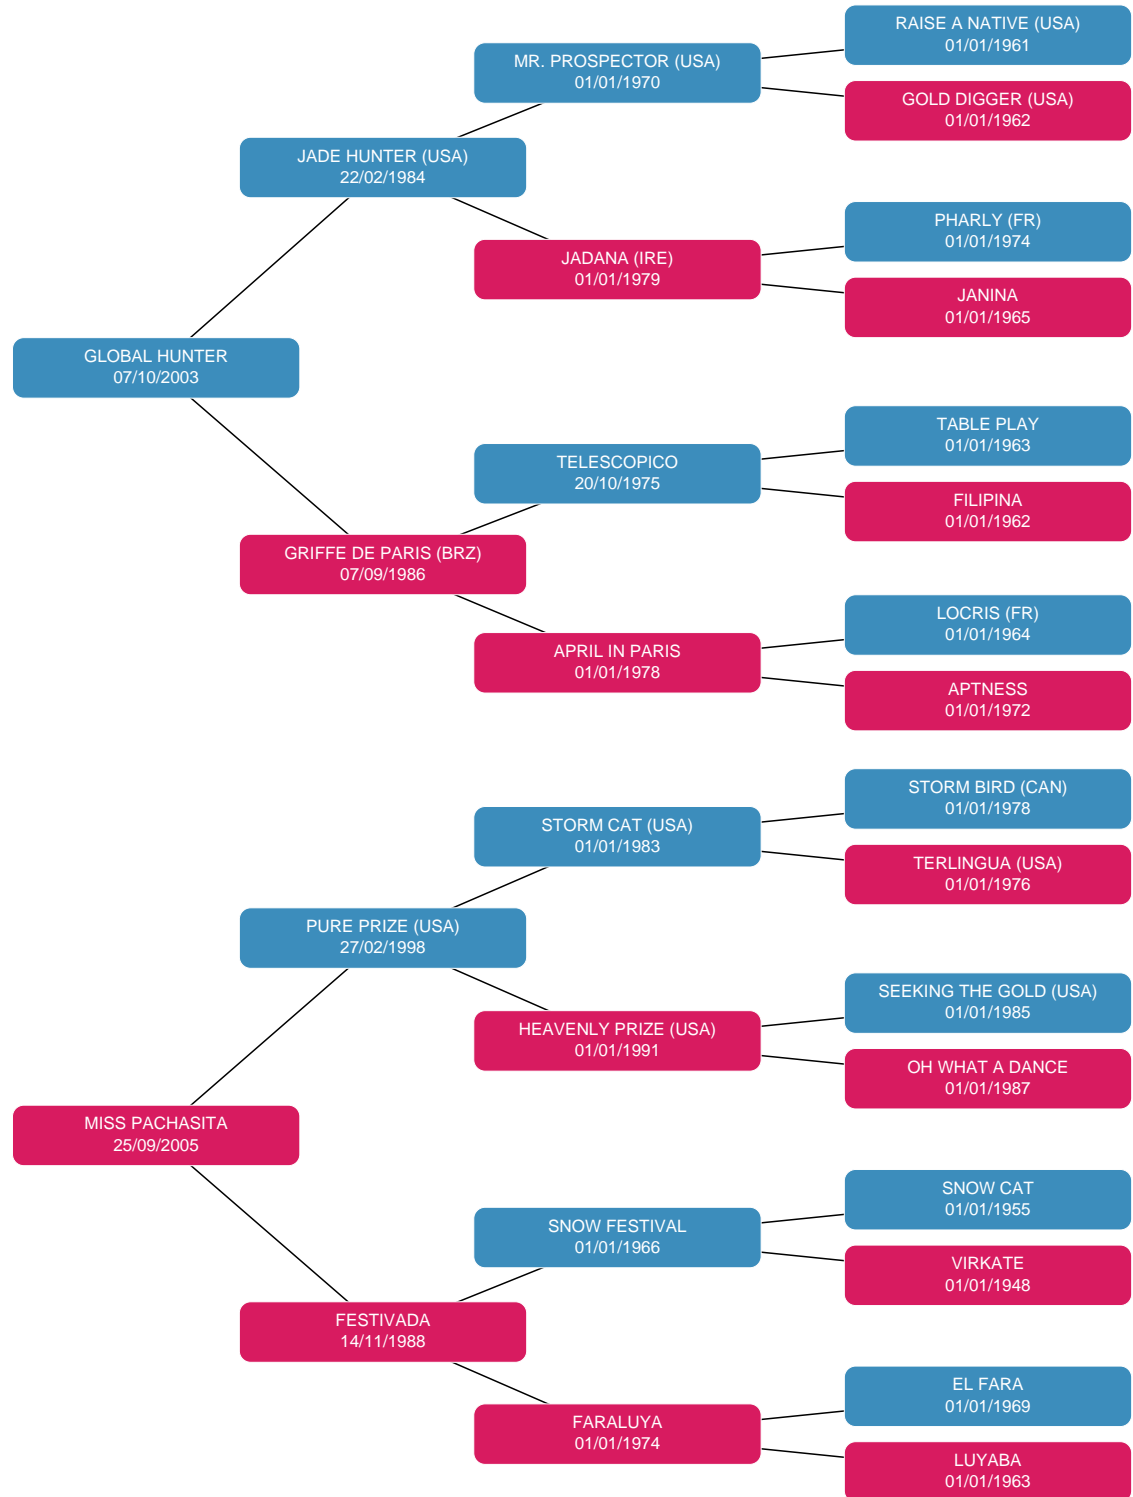 RAISE A NATIVE (USA)
01/01/1961
MR. PROSPECTOR (USA)
01/01/1970
GOLD DIGGER (USA)
01/01/1962
JADE HUNTER (USA)
22/02/1984
PHARLY (FR)
01/01/1974
JADANA (IRE)
01/01/1979
JANINA
01/01/1965
GLOBAL HUNTER
07/10/2003
TABLE PLAY
01/01/1963
TELESCOPICO
20/10/1975
FILIPINA
01/01/1962
GRIFFE DE PARIS (BRZ)
07/09/1986
LOCRIS (FR)
01/01/1964
APRIL IN PARIS
01/01/1978
APTNESS
01/01/1972
STORM BIRD (CAN)
01/01/1978
STORM CAT (USA)
01/01/1983
TERLINGUA (USA)
01/01/1976
PURE PRIZE (USA)
27/02/1998
SEEKING THE GOLD (USA)
01/01/1985
HEAVENLY PRIZE (USA)
01/01/1991
OH WHAT A DANCE
01/01/1987
MISS PACHASITA
25/09/2005
SNOW CAT
01/01/1955
SNOW FESTIVAL
01/01/1966
VIRKATE
01/01/1948
FESTIVADA
14/11/1988
EL FARA
01/01/1969
FARALUYA
01/01/1974
LUYABA
01/01/1963